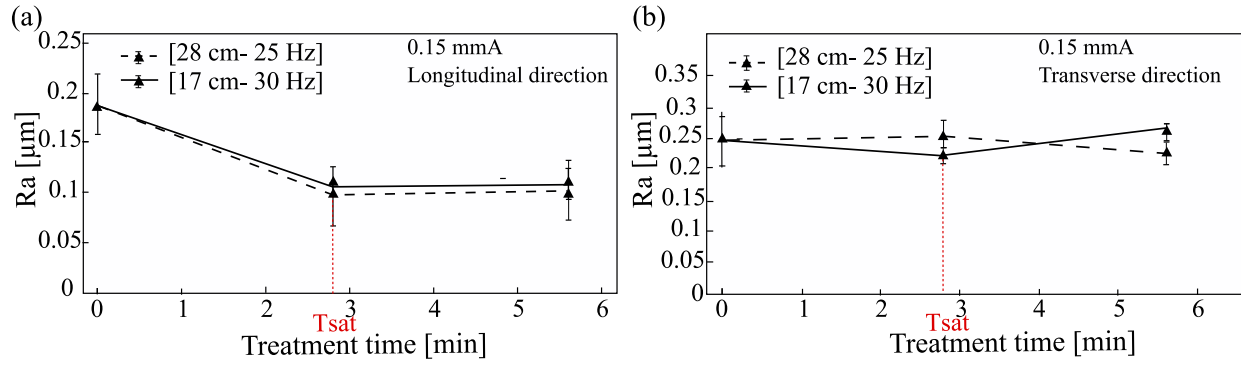 (a)
0.25
0.2
0.15
0.1
0.05
0
Ra [µm]
[28 cm- 25 Hz]
[17 cm- 30 Hz]
0.15 mmA
Longitudinal direction
0 1 2 3 4 5 6
Tsat
Treatment time [min]
(b)
0.35
0.3
0.25
0.2
0.15
0.1
0.05
0
Ra [µm]
[28 cm- 25 Hz]
[17 cm- 30 Hz]
0.15 mmA
Transverse direction
0 1 2 3 4 5 6
Tsat
Treatment time [min]